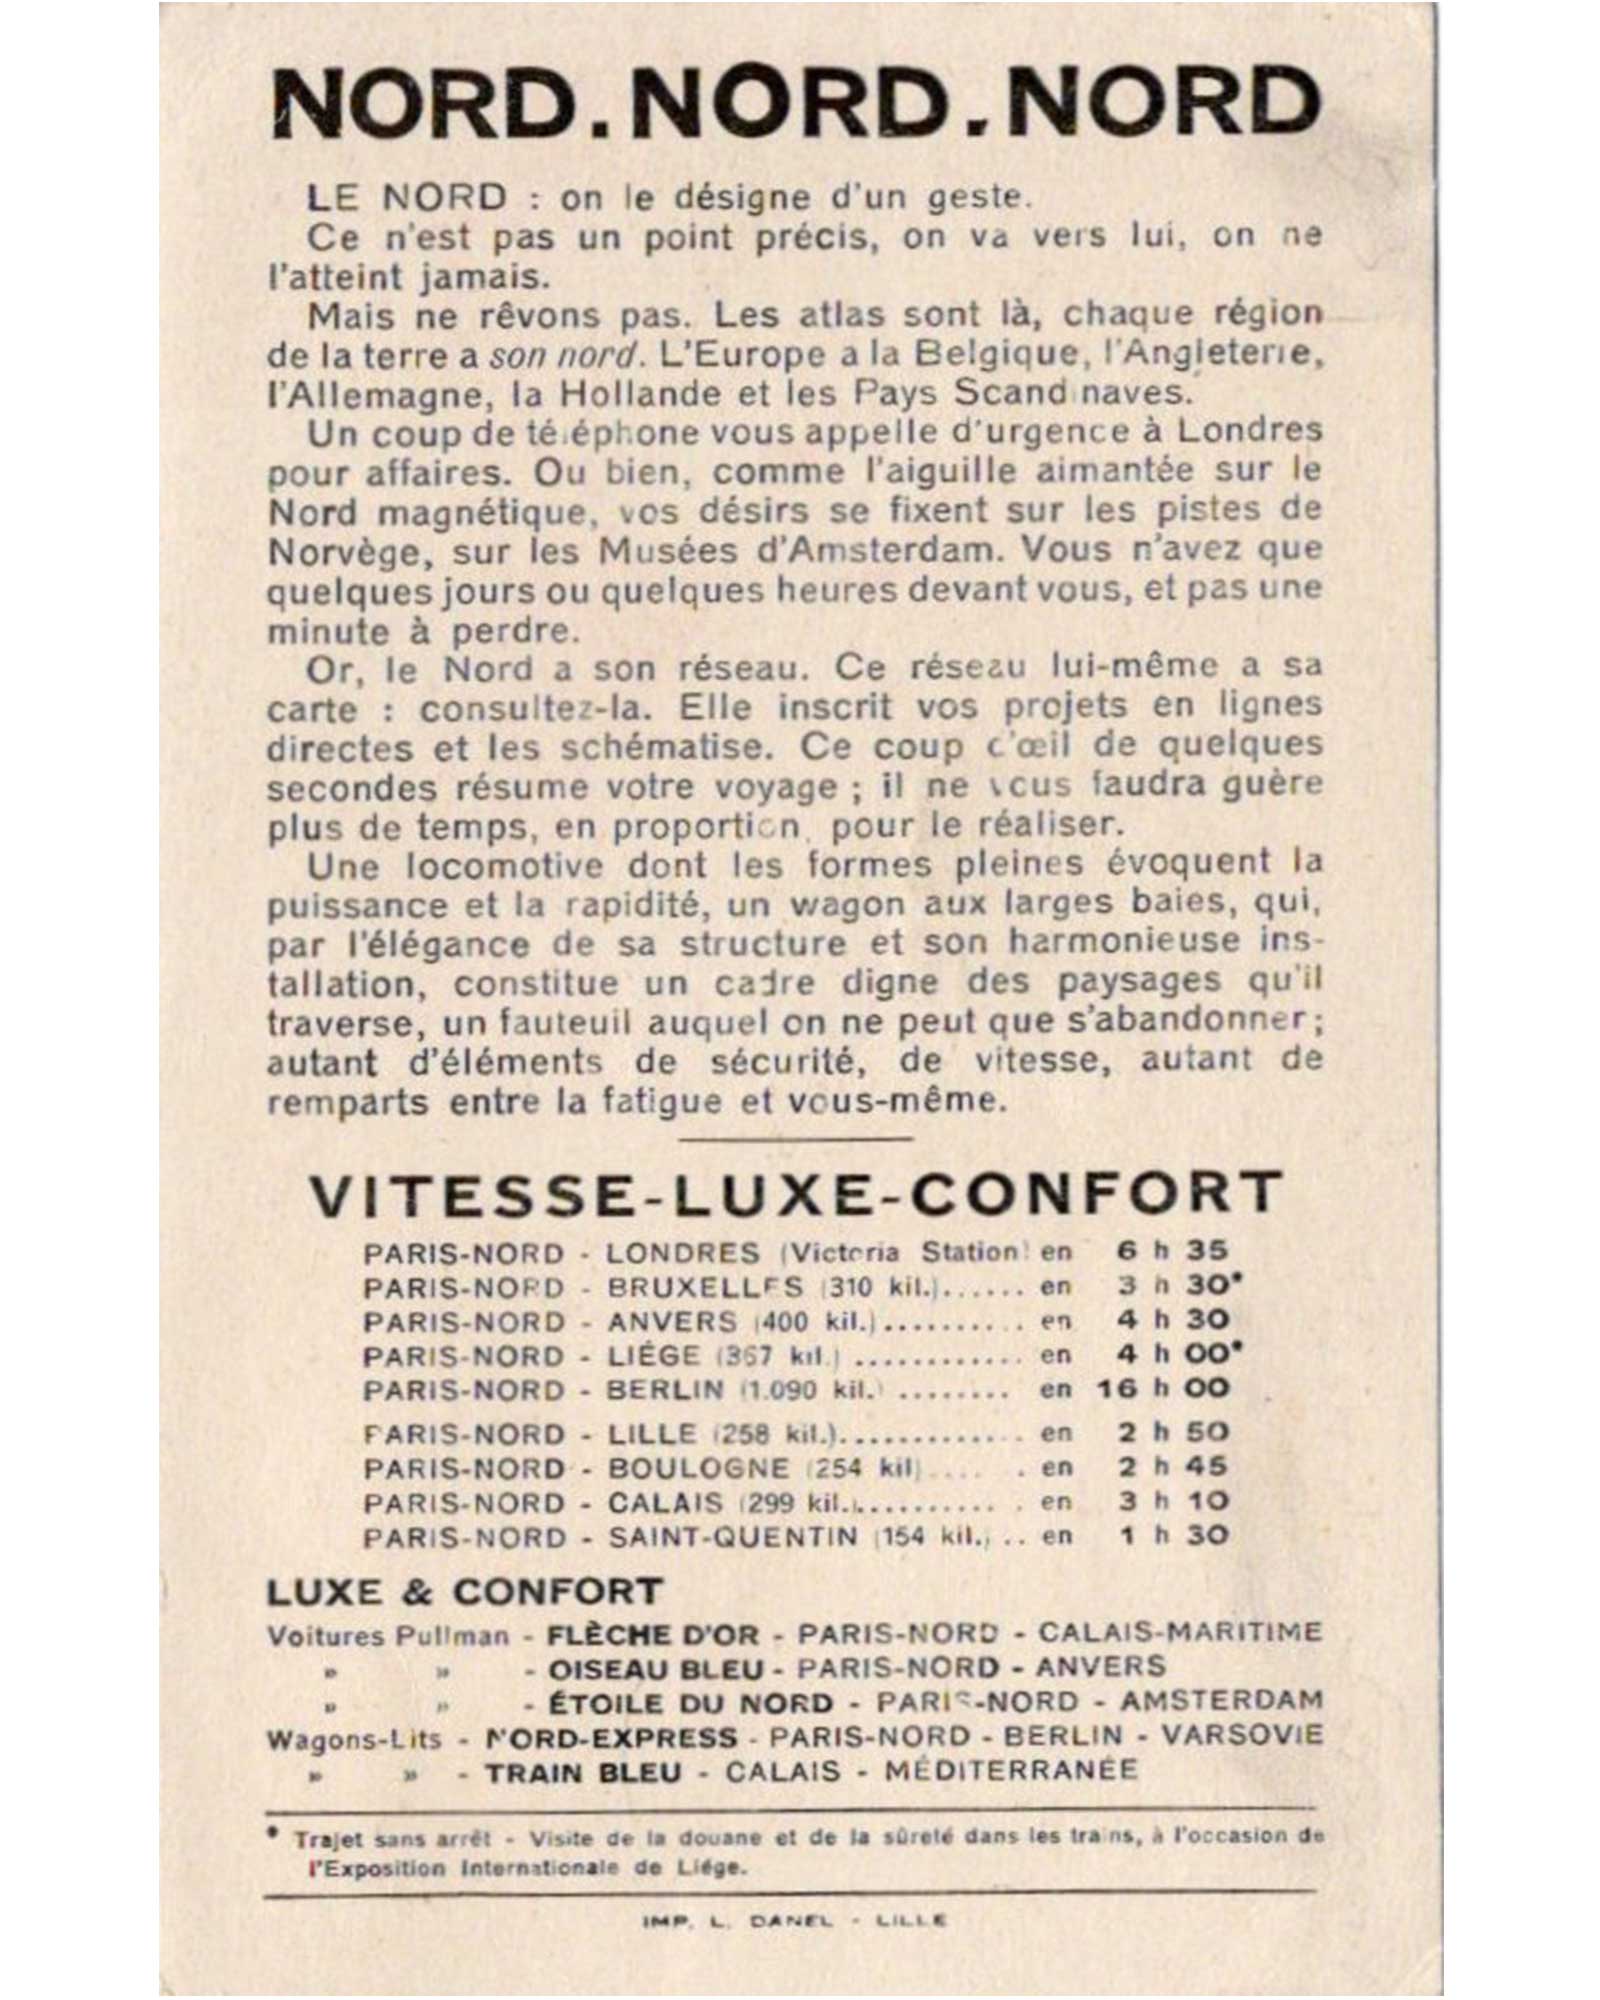 NORD.NORD.NORD
LE NORD : on le désigne d'un geste.
Ce n'est pas un point précis, on va vers lui, on ne
l'atteint jamais.
Mais ne rêvons pas. Les atlas sont là, chaque région
de la terre a son nord. L'Europe a la Belgique, l'Angleterre,
l'Allemagne, la Hollande et les Pays Scandinaves.
Un coup de téléphone vous appelle d'urgence à Londres
pour affaires. Ou bien, comme l'aiguille aimantée sur le
Nord magnétique, vos désirs se fixent sur les pistes de
Norvège, sur les Musées d'Amsterdam. Vous n'avez que
quelques jours ou quelques heures devant vous, et pas une
minute à perdre.
Or, le Nord a son réseau. Ce réseau lui-même a sa
carte : consultez-la. Elle inscrit vos projets en lignes
directes et les schématise. Ce coup d'œil de quelques
secondes résume votre voyage ; il ne vous faudra guère
plus de temps, en proportion, pour le réaliser.
Une locomotive dont les formes pleines évoquent la
puissance et la rapidité, un wagon aux larges baies, qui,
par l'élégance de sa structure et son harmonieuse ins-
tallation, constitue un cadre digne des paysages qu'il
traverse, un fauteuil auquel on ne peut que s'abandonner ;
autant d'éléments de sécurité, de vitesse, autant de
remparts entre la fatigue et vous-même.
VITESSE-LUXE-CONFORT
PARIS-NORD - LONDRES (Victoria Station) en 6 h 35
PARIS-NORD - BRUXELLES (310 kil.)...... en 3 h 30*
PARIS-NORD - ANVERS (400 kil.).......... en 4 h 30
PARIS-NORD - LIÉGE (367 kil.) ............ en 4 h 00*
PARIS-NORD - BERLIN (1.090 kil.) ........ en 16 h 00
PARIS-NORD - LILLE (258 kil.)............. en 2 h 50
PARIS-NORD - BOULOGNE (254 kil) .... . en 2 h 45
PARIS-NORD - CALAIS (299 kil.).......... . en 3 h 10
PARIS-NORD - SAINT-QUENTIN (154 kil.) .. en 1 h 30
LUXE & CONFORT
Voitures Pullman - FLÈCHE D'OR - PARIS-NORD - CALAIS-MARITIME
» » - OISEAU BLEU - PARIS-NORD - ANVERS
» » - ÉTOILE DU NORD - PARIS-NORD - AMSTERDAM
Wagons-Lits - NORD-EXPRESS - PARIS-NORD - BERLIN - VARSOVIE
» » - TRAIN BLEU - CALAIS - MÉDITERRANÉE
* Trajet sans arrêt - Visite de la douane et de la sûreté dans les trains, à l'occasion de
l'Exposition Internationale de Liége.
IMP. L. DANEL - LILLE